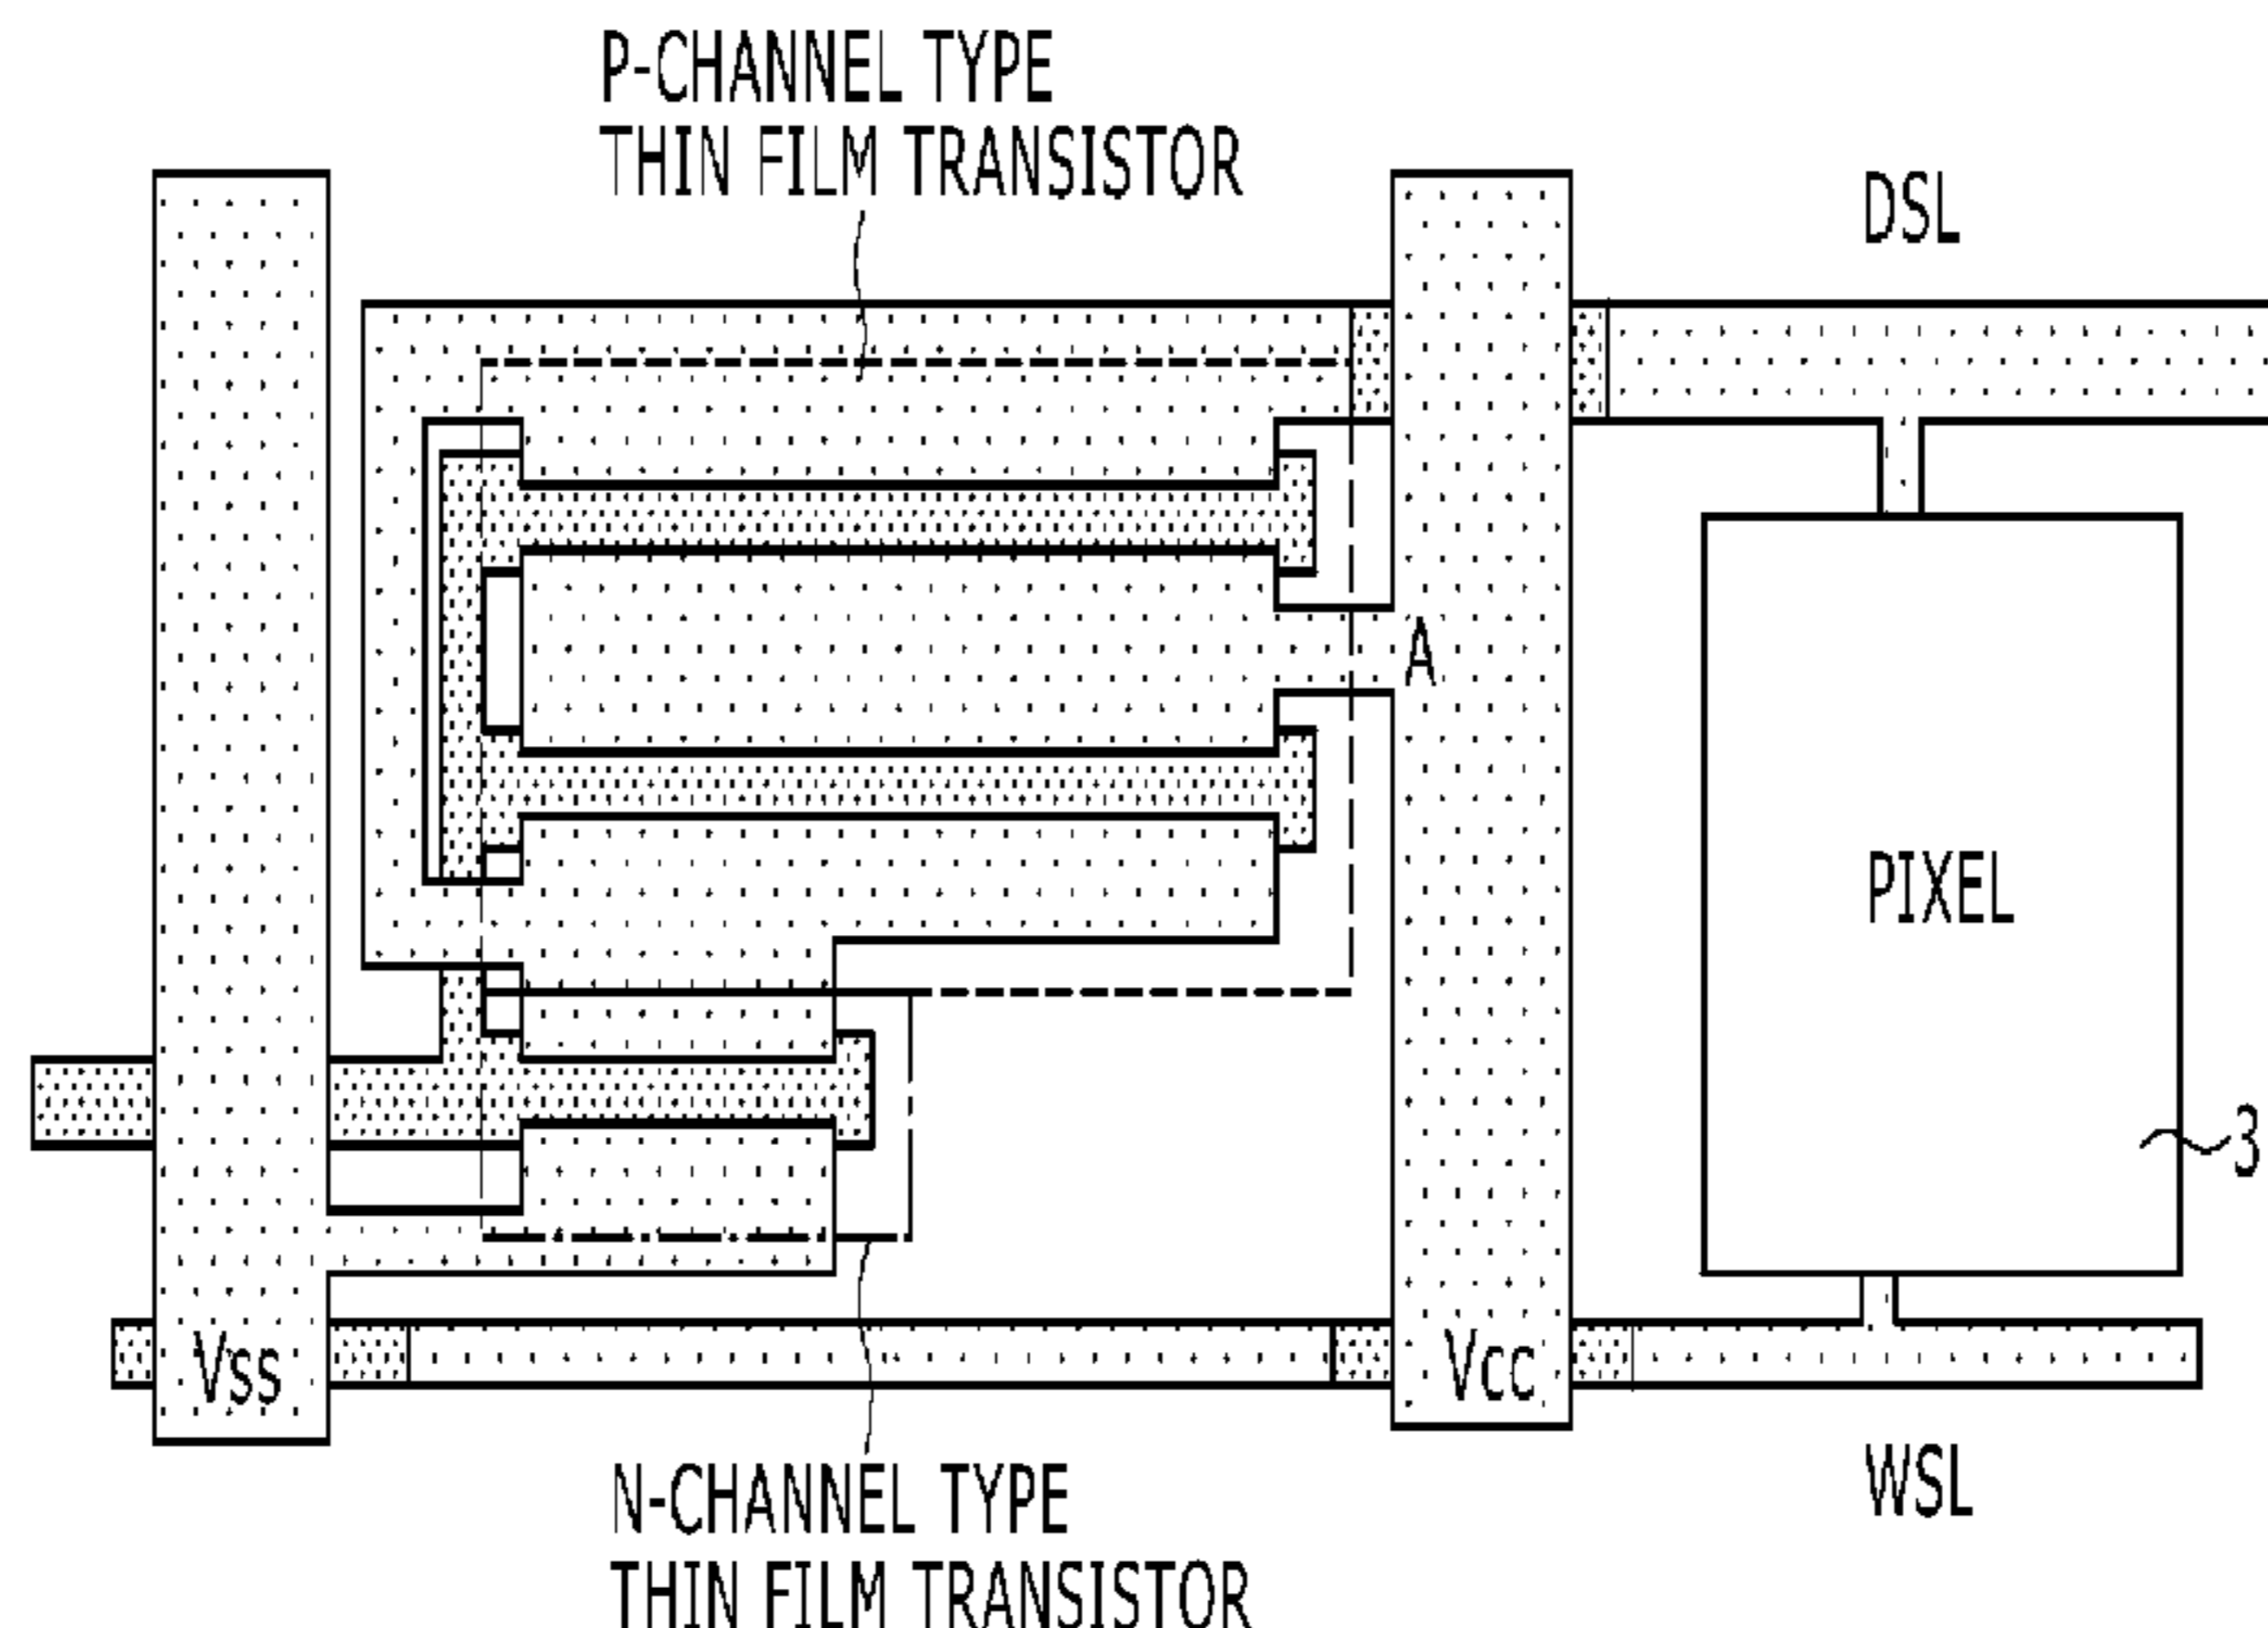 P-CHANNEL TYPE
THIN FILM TRANSISTOR
DSL
A
PIXEL
3
Vss
Vcc
WSL
N-CHANNEL TYPE
THIN FILM TRANSISTOR